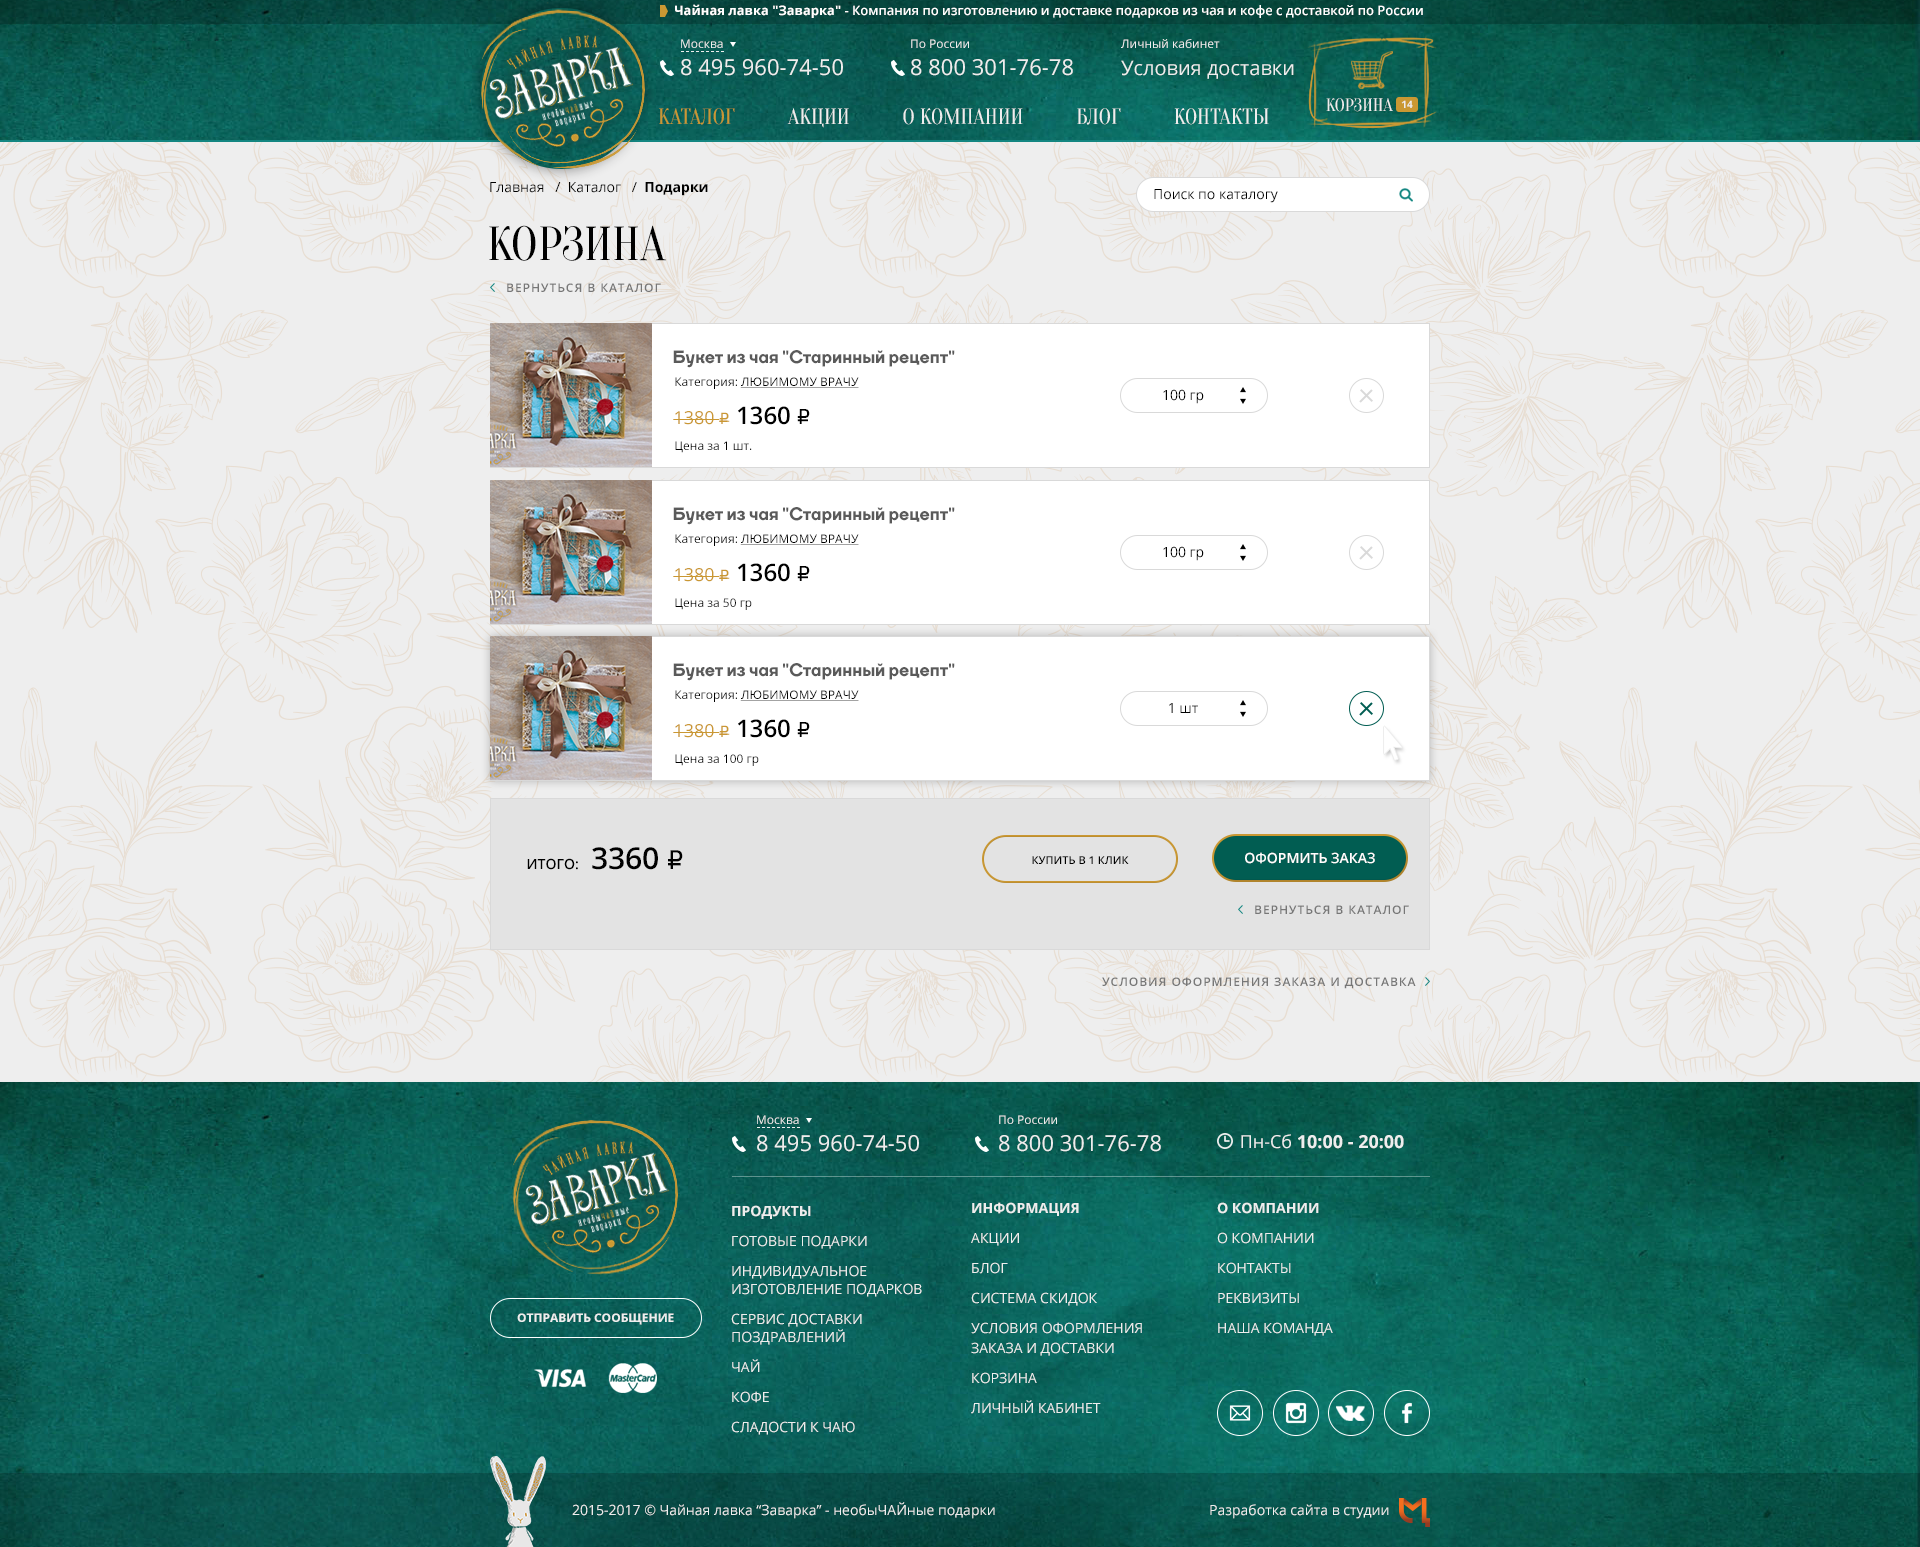 Чайная лавка "Заварка" - Компания по изготовлению и доставке подарков из чая и кофе с доставкой по России
ЧАЙНАЯ ЛАВКА
ЗАВАРКА
необыЧАЙные
подарки
Москва
8 495 960-74-50
По России
8 800 301-76-78
Личный кабинет
Условия доставки
КОРЗИНА 14
КАТАЛОГ
АКЦИИ
О КОМПАНИИ
БЛОГ
КОНТАКТЫ
Главная / Каталог / Подарки
Поиск по каталогу
КОРЗИНА
ВЕРНУТЬСЯ В КАТАЛОГ
Букет из чая "Старинный рецепт"
Категория: ЛЮБИМОМУ ВРАЧУ
1380 ₽ 1360 ₽
Цена за 1 шт.
100 гр
Букет из чая "Старинный рецепт"
Категория: ЛЮБИМОМУ ВРАЧУ
1380 ₽ 1360 ₽
Цена за 50 гр
100 гр
Букет из чая "Старинный рецепт"
Категория: ЛЮБИМОМУ ВРАЧУ
1380 ₽ 1360 ₽
Цена за 100 гр
1 шт
ИТОГО: 3360 ₽
КУПИТЬ В 1 КЛИК
ОФОРМИТЬ ЗАКАЗ
ВЕРНУТЬСЯ В КАТАЛОГ
УСЛОВИЯ ОФОРМЛЕНИЯ ЗАКАЗА И ДОСТАВКА
ЧАЙНАЯ ЛАВКА
ЗАВАРКА
необыЧАЙные
подарки
ОТПРАВИТЬ СООБЩЕНИЕ
VISA
MasterCard
Москва
8 495 960-74-50
По России
8 800 301-76-78
Пн-Сб 10:00 - 20:00
ПРОДУКТЫ
ГОТОВЫЕ ПОДАРКИ
ИНДИВИДУАЛЬНОЕ
ИЗГОТОВЛЕНИЕ ПОДАРКОВ
СЕРВИС ДОСТАВКИ
ПОЗДРАВЛЕНИЙ
ЧАЙ
КОФЕ
СЛАДОСТИ К ЧАЮ
ИНФОРМАЦИЯ
АКЦИИ
БЛОГ
СИСТЕМА СКИДОК
УСЛОВИЯ ОФОРМЛЕНИЯ
ЗАКАЗА И ДОСТАВКИ
КОРЗИНА
ЛИЧНЫЙ КАБИНЕТ
О КОМПАНИИ
О КОМПАНИИ
КОНТАКТЫ
РЕКВИЗИТЫ
НАША КОМАНДА
2015-2017 © Чайная лавка “Заварка” - необыЧАЙные подарки
Разработка сайта в студии